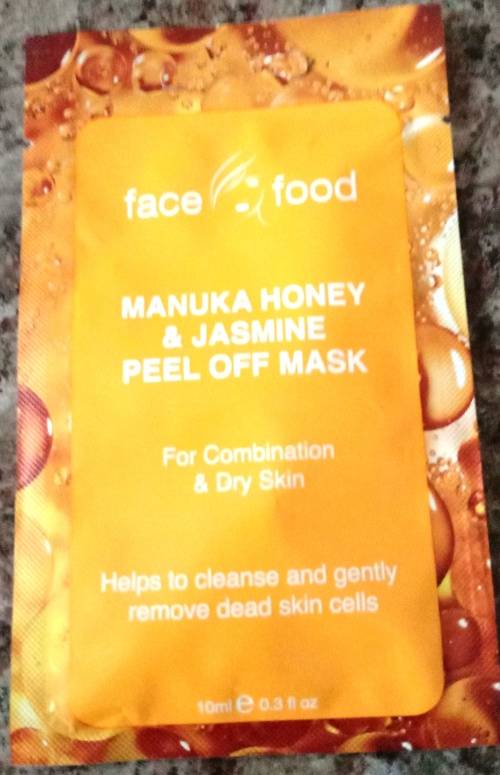 face food
MANUKA HONEY
& JASMINE
PEEL OFF MASK
For Combination
& Dry Skin
Helps to cleanse and gently
remove dead skin cells
10ml ℮ 0.3 fl oz